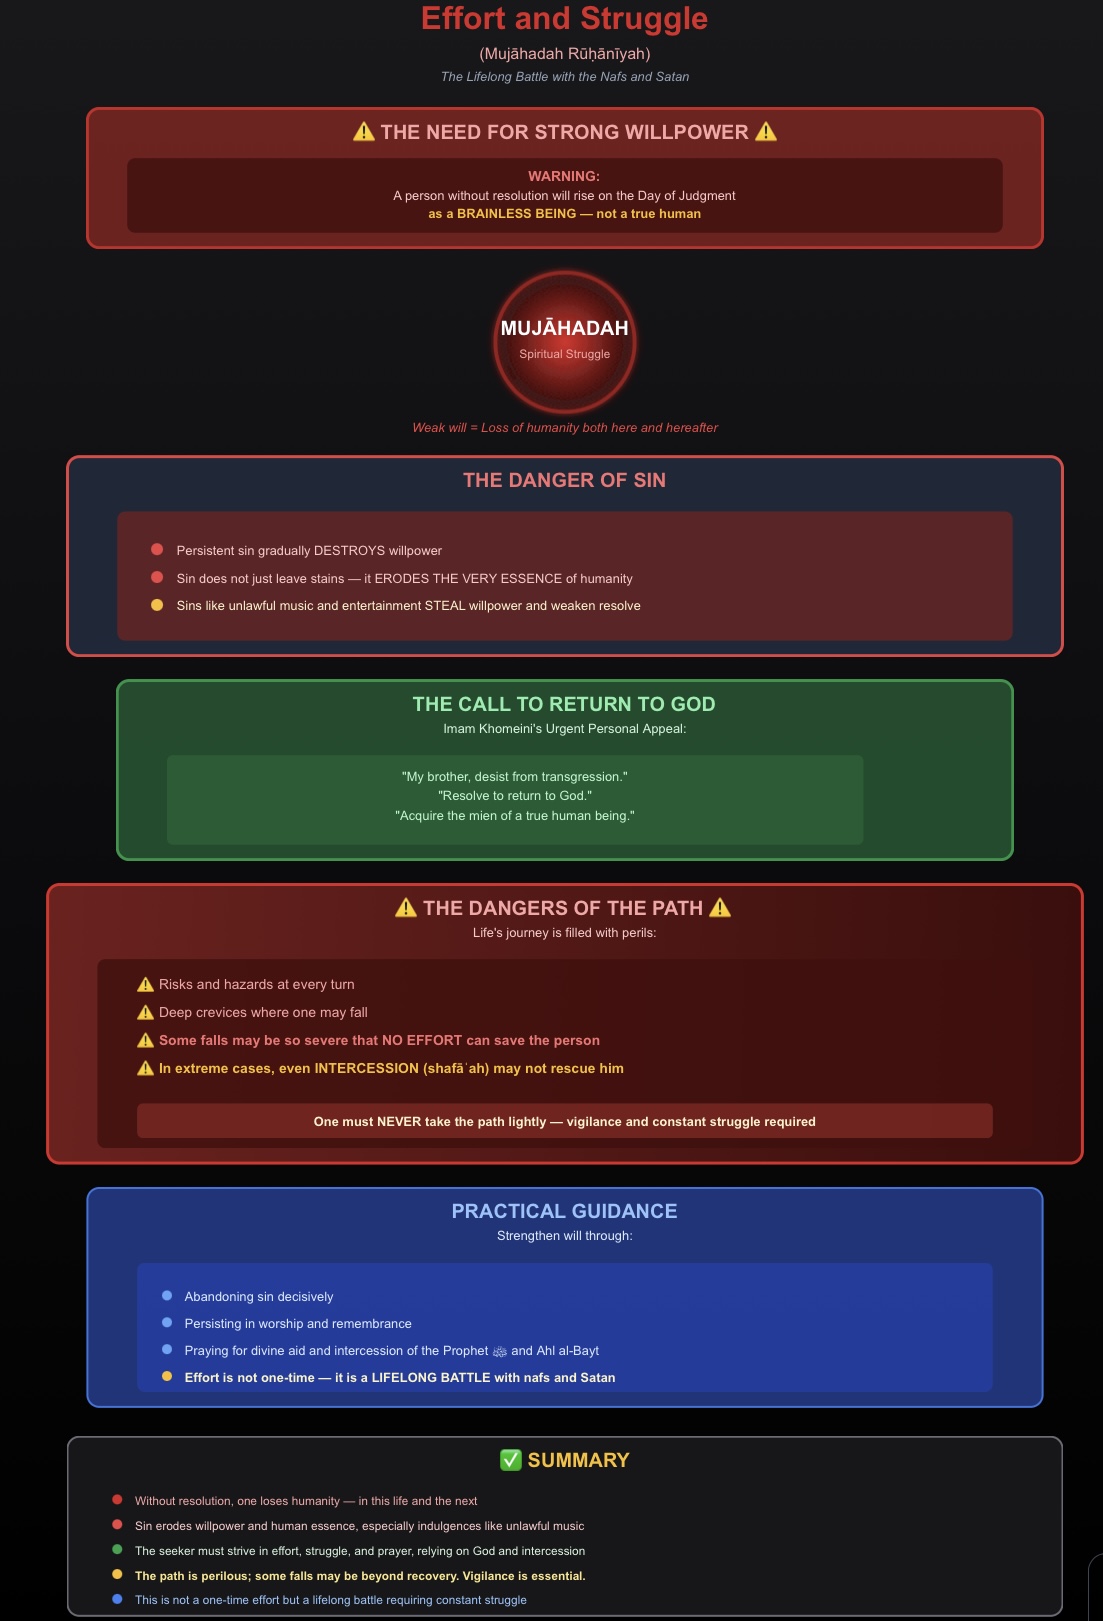 Effort and Struggle
(Mujāhadah Rūḥānīyah)
The Lifelong Battle with the Nafs and Satan
⚠️ THE NEED FOR STRONG WILLPOWER ⚠️
WARNING:
A person without resolution will rise on the Day of Judgment
as a BRAINLESS BEING — not a true human
MUJĀHADAH
Spiritual Struggle
Weak will = Loss of humanity both here and hereafter
THE DANGER OF SIN
Persistent sin gradually DESTROYS willpower
Sin does not just leave stains — it ERODES THE VERY ESSENCE of humanity
Sins like unlawful music and entertainment STEAL willpower and weaken resolve
THE CALL TO RETURN TO GOD
Imam Khomeini's Urgent Personal Appeal:
"My brother, desist from transgression."
"Resolve to return to God."
"Acquire the mien of a true human being."
⚠️ THE DANGERS OF THE PATH ⚠️
Life's journey is filled with perils:
⚠️ Risks and hazards at every turn
⚠️ Deep crevices where one may fall
⚠️ Some falls may be so severe that NO EFFORT can save the person
⚠️ In extreme cases, even INTERCESSION (shafāʿah) may not rescue him
One must NEVER take the path lightly — vigilance and constant struggle required
PRACTICAL GUIDANCE
Strengthen will through:
Abandoning sin decisively
Persisting in worship and remembrance
Praying for divine aid and intercession of the Prophet ﷺ and Ahl al-Bayt
Effort is not one-time — it is a LIFELONG BATTLE with nafs and Satan
✅ SUMMARY
Without resolution, one loses humanity — in this life and the next
Sin erodes willpower and human essence, especially indulgences like unlawful music
The seeker must strive in effort, struggle, and prayer, relying on God and intercession
The path is perilous; some falls may be beyond recovery. Vigilance is essential.
This is not a one-time effort but a lifelong battle requiring constant struggle